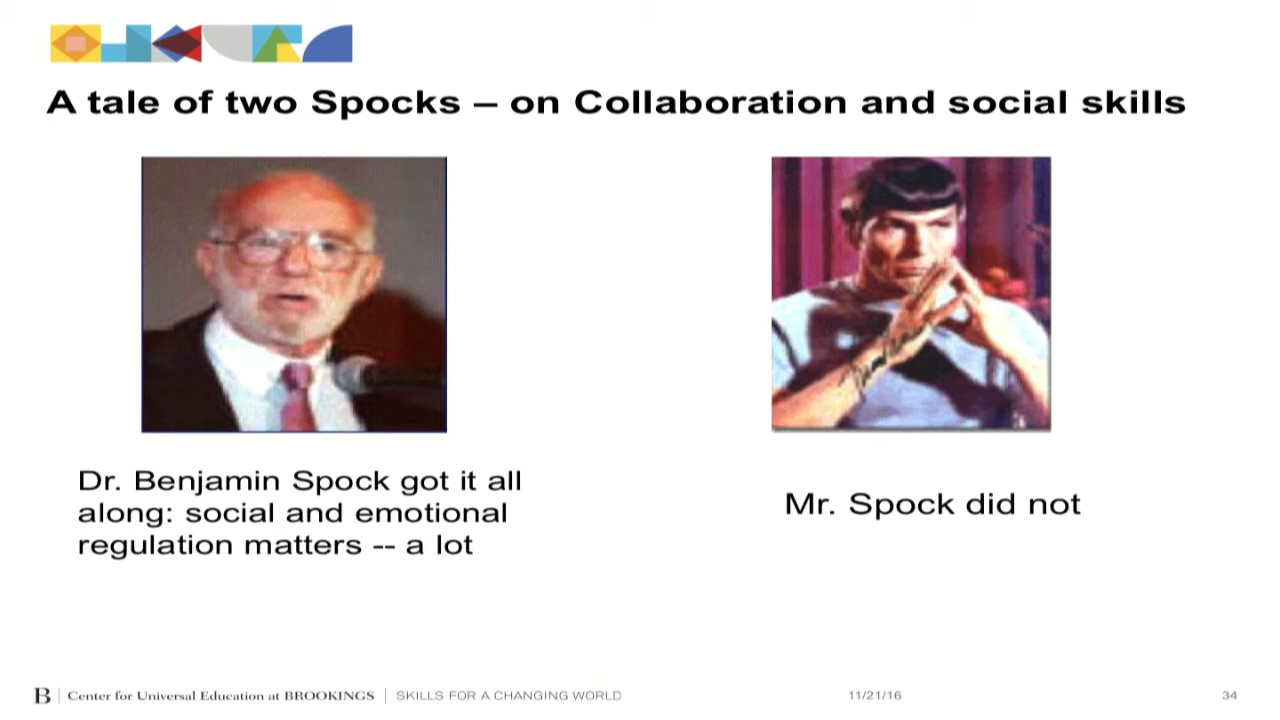 A tale of two Spocks – on Collaboration and social skills
Dr. Benjamin Spock got it all
along: social and emotional
regulation matters -- a lot
Mr. Spock did not
B Center for Universal Education at BROOKINGS SKILLS FOR A CHANGING WORLD 11/21/16 34